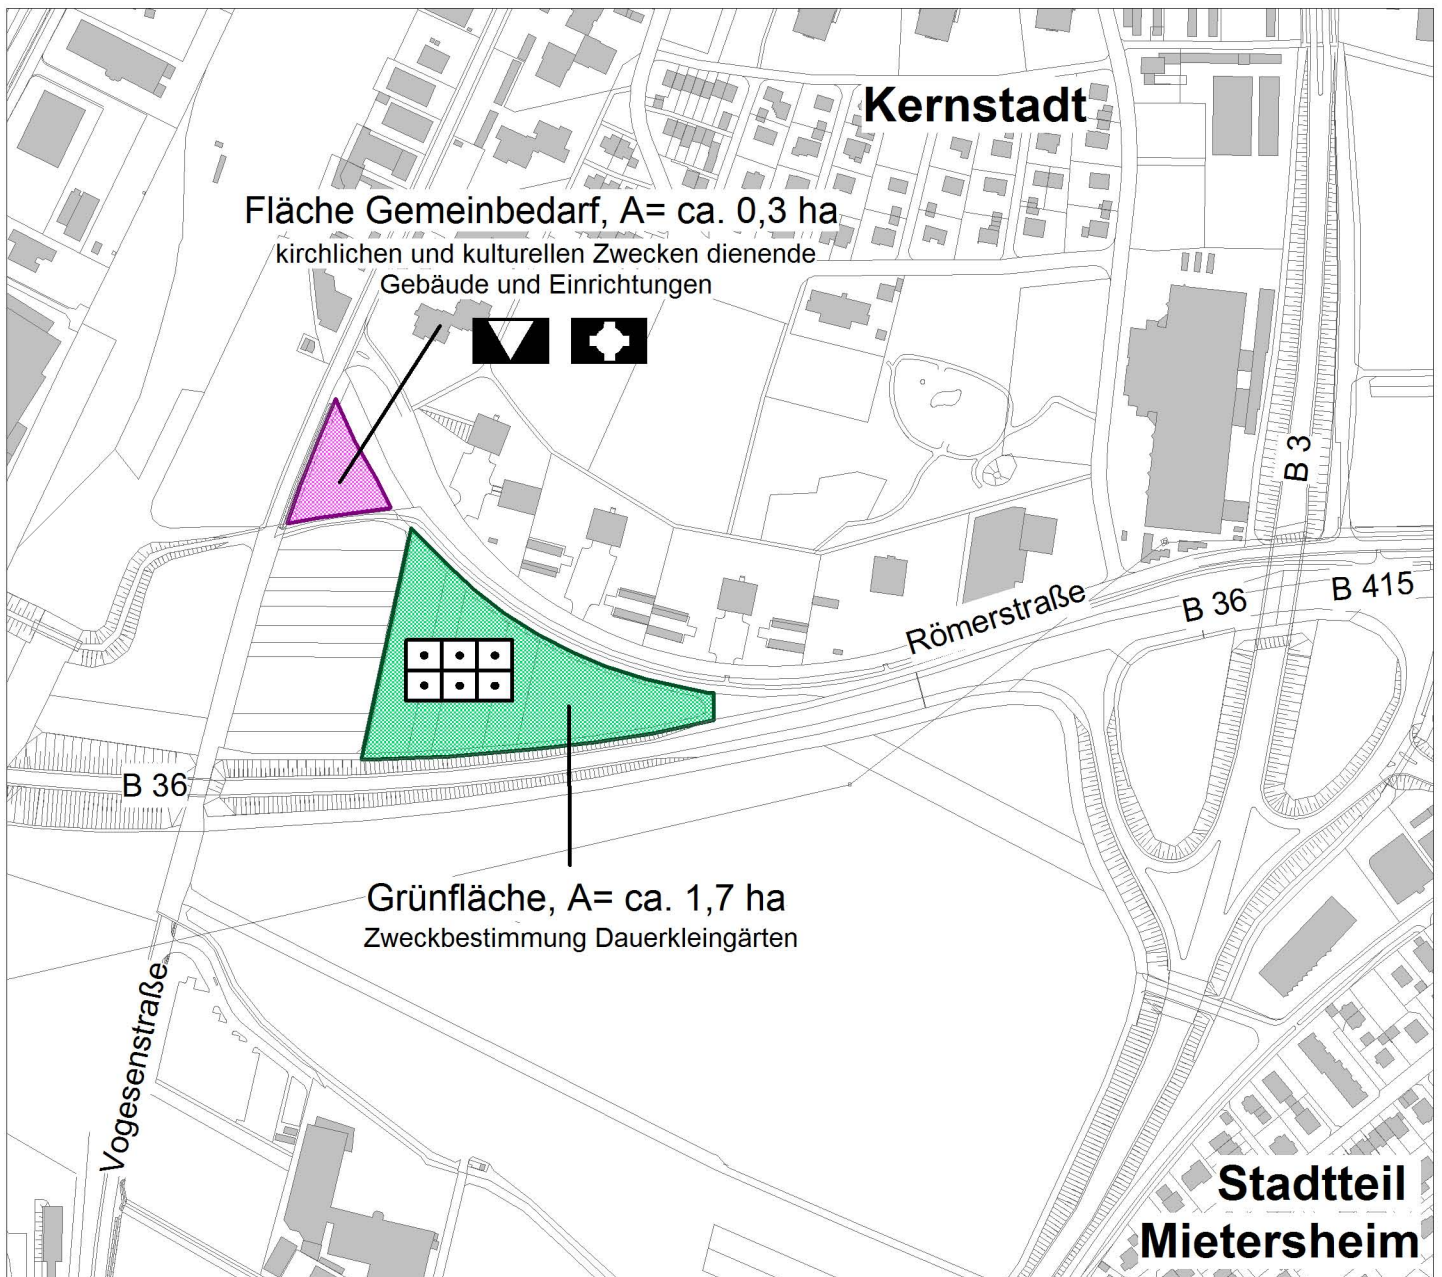 Kernstadt
Fläche Gemeinbedarf, A= ca. 0,3 ha
kirchlichen und kulturellen Zwecken dienende
Gebäude und Einrichtungen
B 3
Römerstraße
B 36
B 415
B 36
Grünfläche, A= ca. 1,7 ha
Zweckbestimmung Dauerkleingärten
Vogesenstraße
Stadtteil
Mietersheim